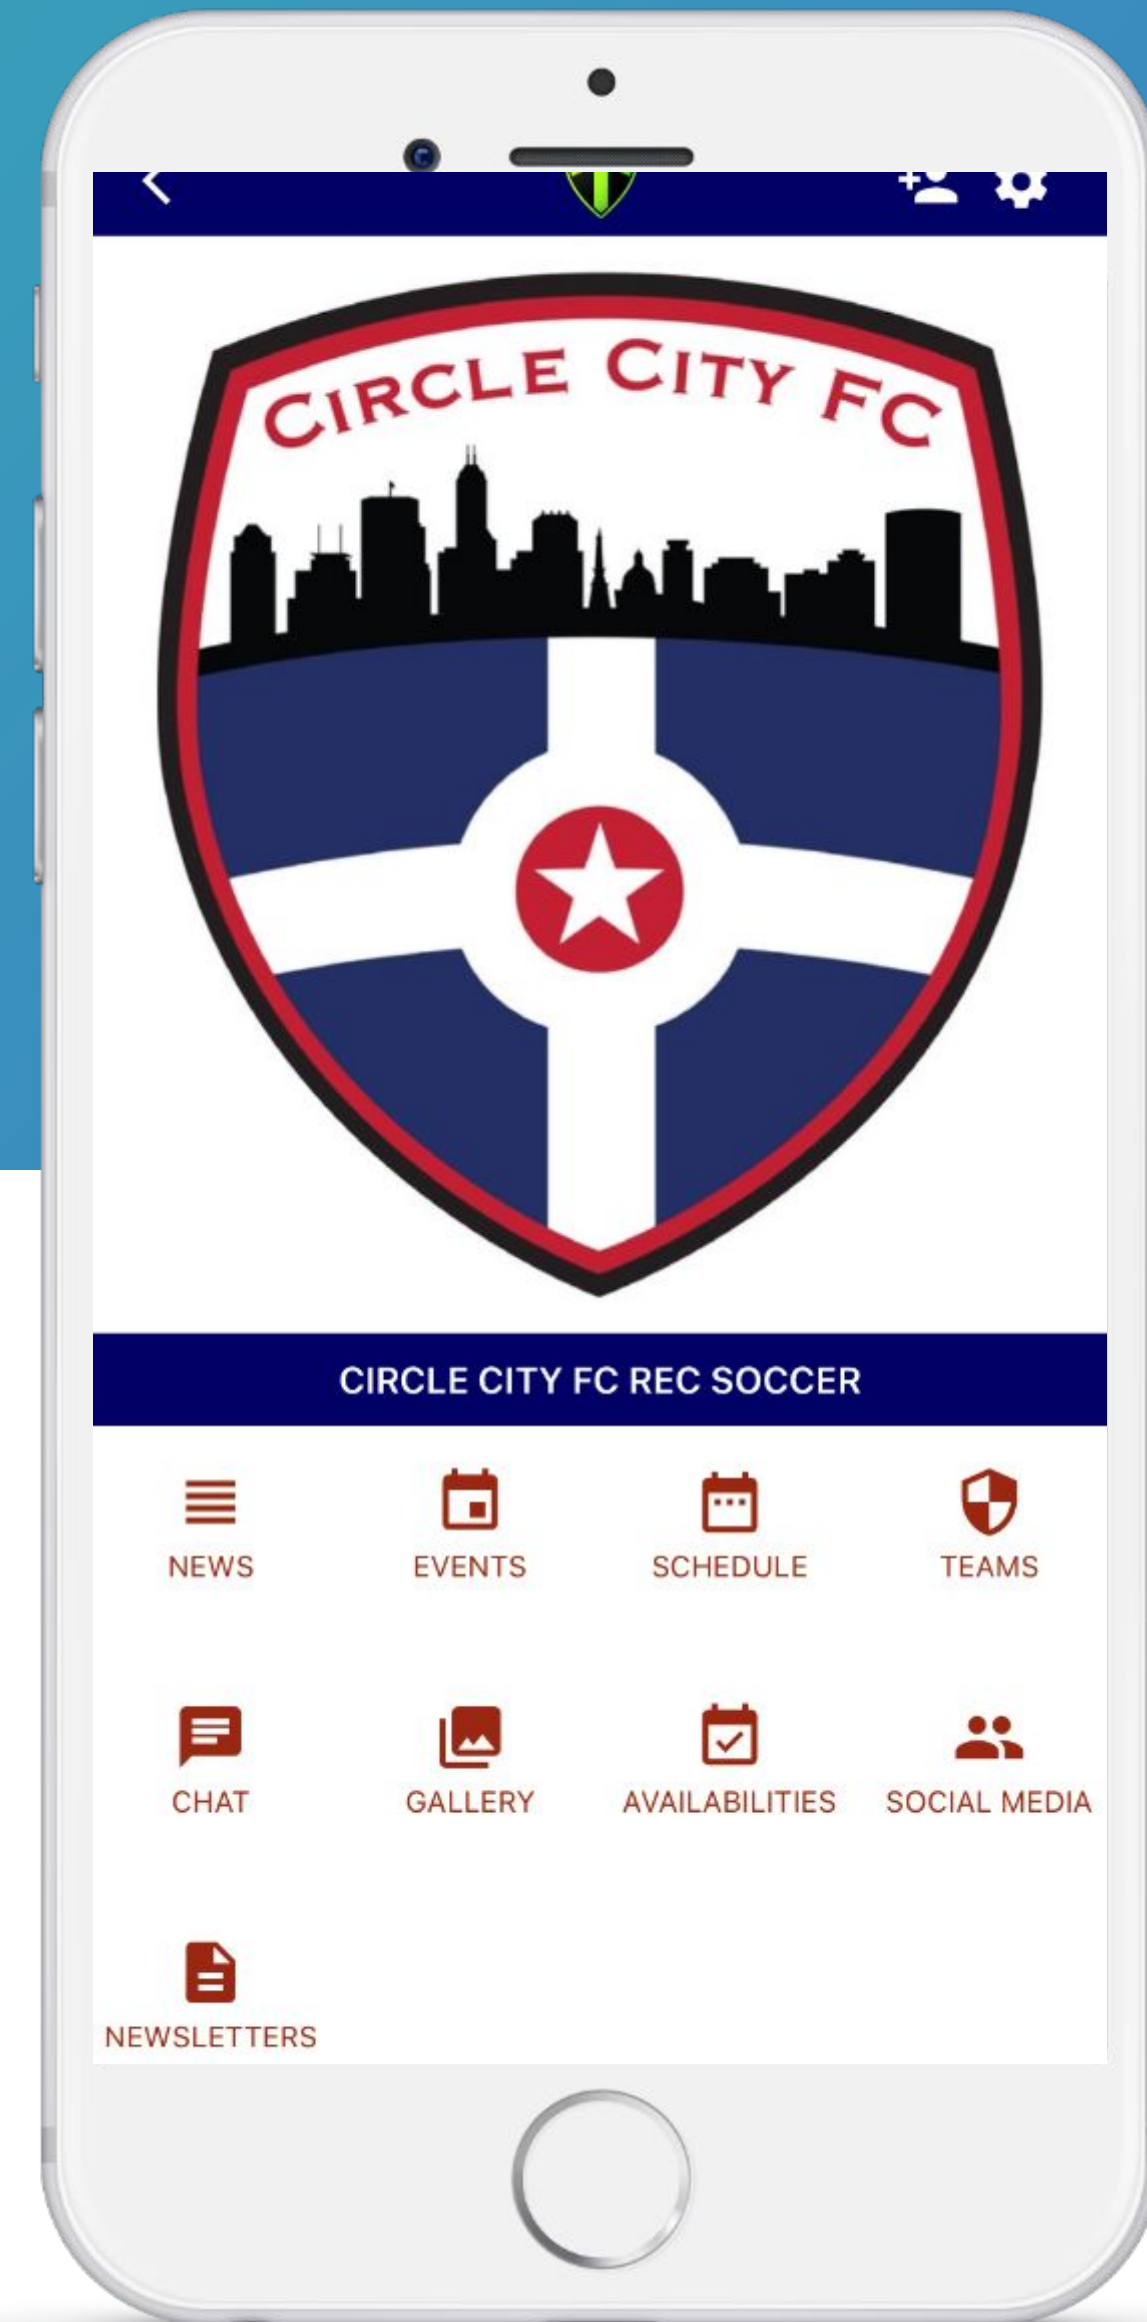 CIRCLE CITY FC
CIRCLE CITY FC REC SOCCER
NEWS EVENTS SCHEDULE TEAMS
CHAT GALLERY AVAILABILITIES SOCIAL MEDIA
NEWSLETTERS